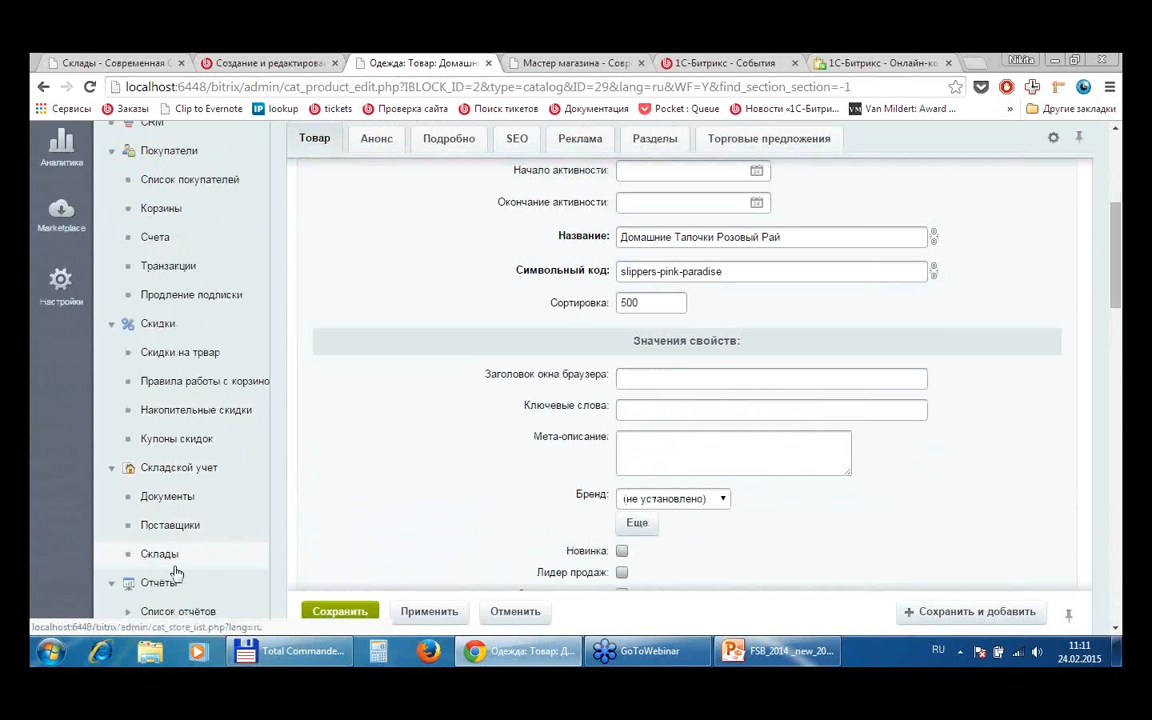 Склады - Современная
Создание и редактирован
Одежда: Товар: Домашн
Мастер магазина - Совр
1С-Битрикс - События
1С-Битрикс - Онлайн-ко
Nikita
localhost:6448/bitrix/admin/cat_product_edit.php?IBLOCK_ID=2&type=catalog&ID=29&lang=ru&WF=Y&find_section_section=-1
Сервисы
Заказы
Clip to Evernote
lookup
tickets
Проверка сайта
Поиск тикетов
Документация
Pocket : Queue
Новости «1С-Битри...
Van Mildert: Award ...
»
Другие закладки
Аналитика
Marketplace
Настройки
CRM
Покупатели
Список покупателей
Корзины
Счета
Транзакции
Продление подписки
Скидки
Скидки на товар
Правила работы с корзино
Накопительные скидки
Купоны скидок
Складской учет
Документы
Поставщики
Склады
Отчёты
Список отчётов
localhost:6448/bitrix/admin/cat_store_list.php?lang=ru
Товар
Анонс
Подробно
SEO
Реклама
Разделы
Торговые предложения
Начало активности:
Окончание активности:
Название: Домашние Тапочки Розовый Рай
Символьный код: slippers-pink-paradise
Сортировка: 500
Значения свойств:
Заголовок окна браузера:
Ключевые слова:
Мета-описание:
Бренд: (не установлено)
Еще
Новинка:
Лидер продаж:
Сохранить
Применить
Отменить
+ Сохранить и добавить
Total Commande...
Одежда: Товар: Д...
GoToWebinar
FSB_2014 _new_20...
RU
11:11
24.02.2015